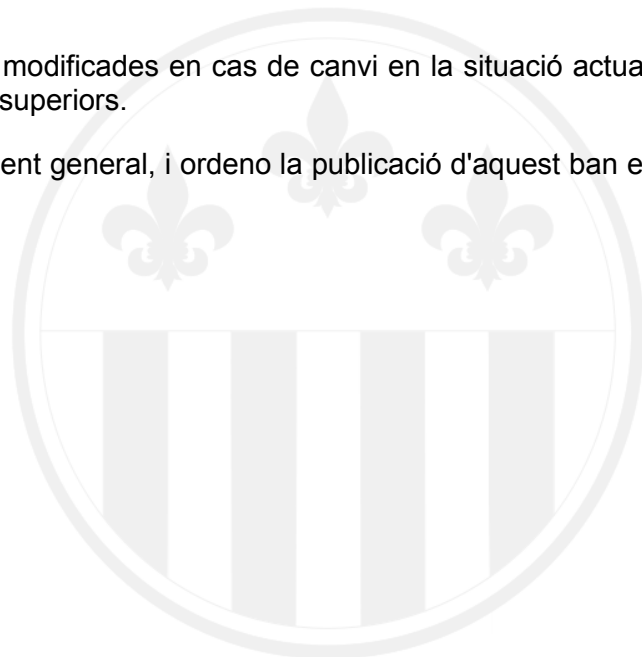 modificades en cas de canvi en la situació actua
superiors.
ent general, i ordeno la publicació d'aquest ban e